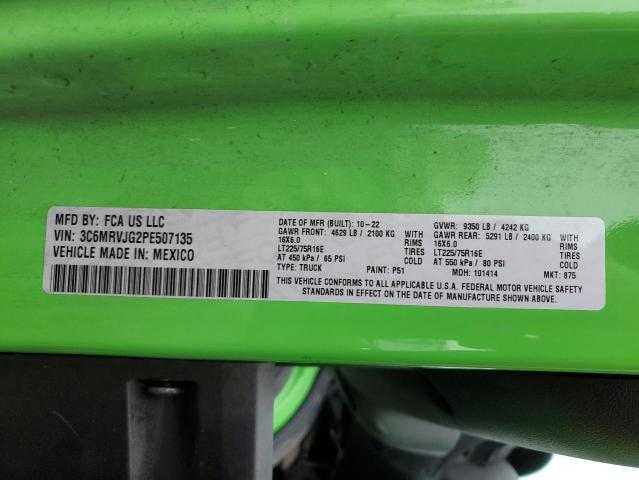 MFD BY: FCA US LLC
VIN: 3C6MRVJG2PE507135
VEHICLE MADE IN: MEXICO
DATE OF MFR (BUILT): 10-22
GAWR FRONT: 4629 LB / 2100 KG WITH
16X6.0 RIMS
LT225/75R16E TIRES
AT 450 kPa / 65 PSI COLD
GVWR: 9350 LB / 4242 KG
GAWR REAR: 5291 LB / 2400 KG WITH
16X6.0 RIMS
LT225/75R16E TIRES
AT 550 kPa / 80 PSI COLD
TYPE: TRUCK PAINT: P51 MDH: 101414 MKT: 875
THIS VEHICLE CONFORMS TO ALL APPLICABLE U.S.A. FEDERAL MOTOR VEHICLE SAFETY
STANDARDS IN EFFECT ON THE DATE OF MANUFACTURE SHOWN ABOVE.